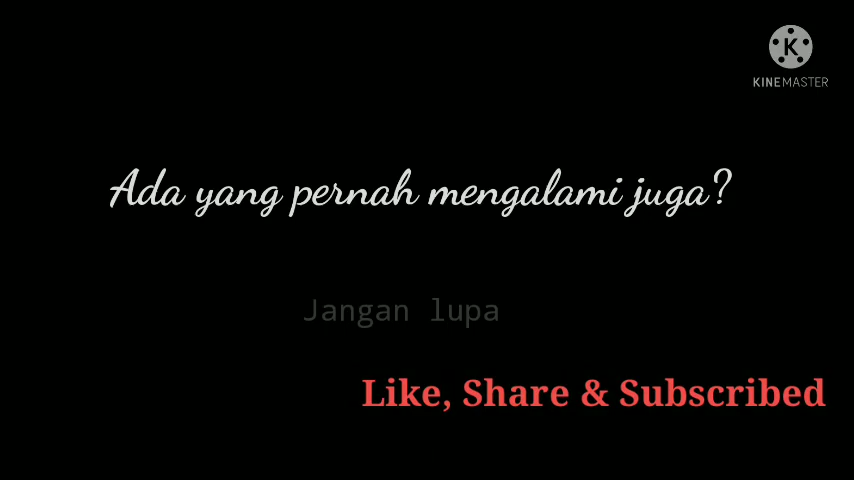 K
KINEMASTER
Ada yang pernah mengalami juga?
Jangan lupa
Like, Share & Subscribed